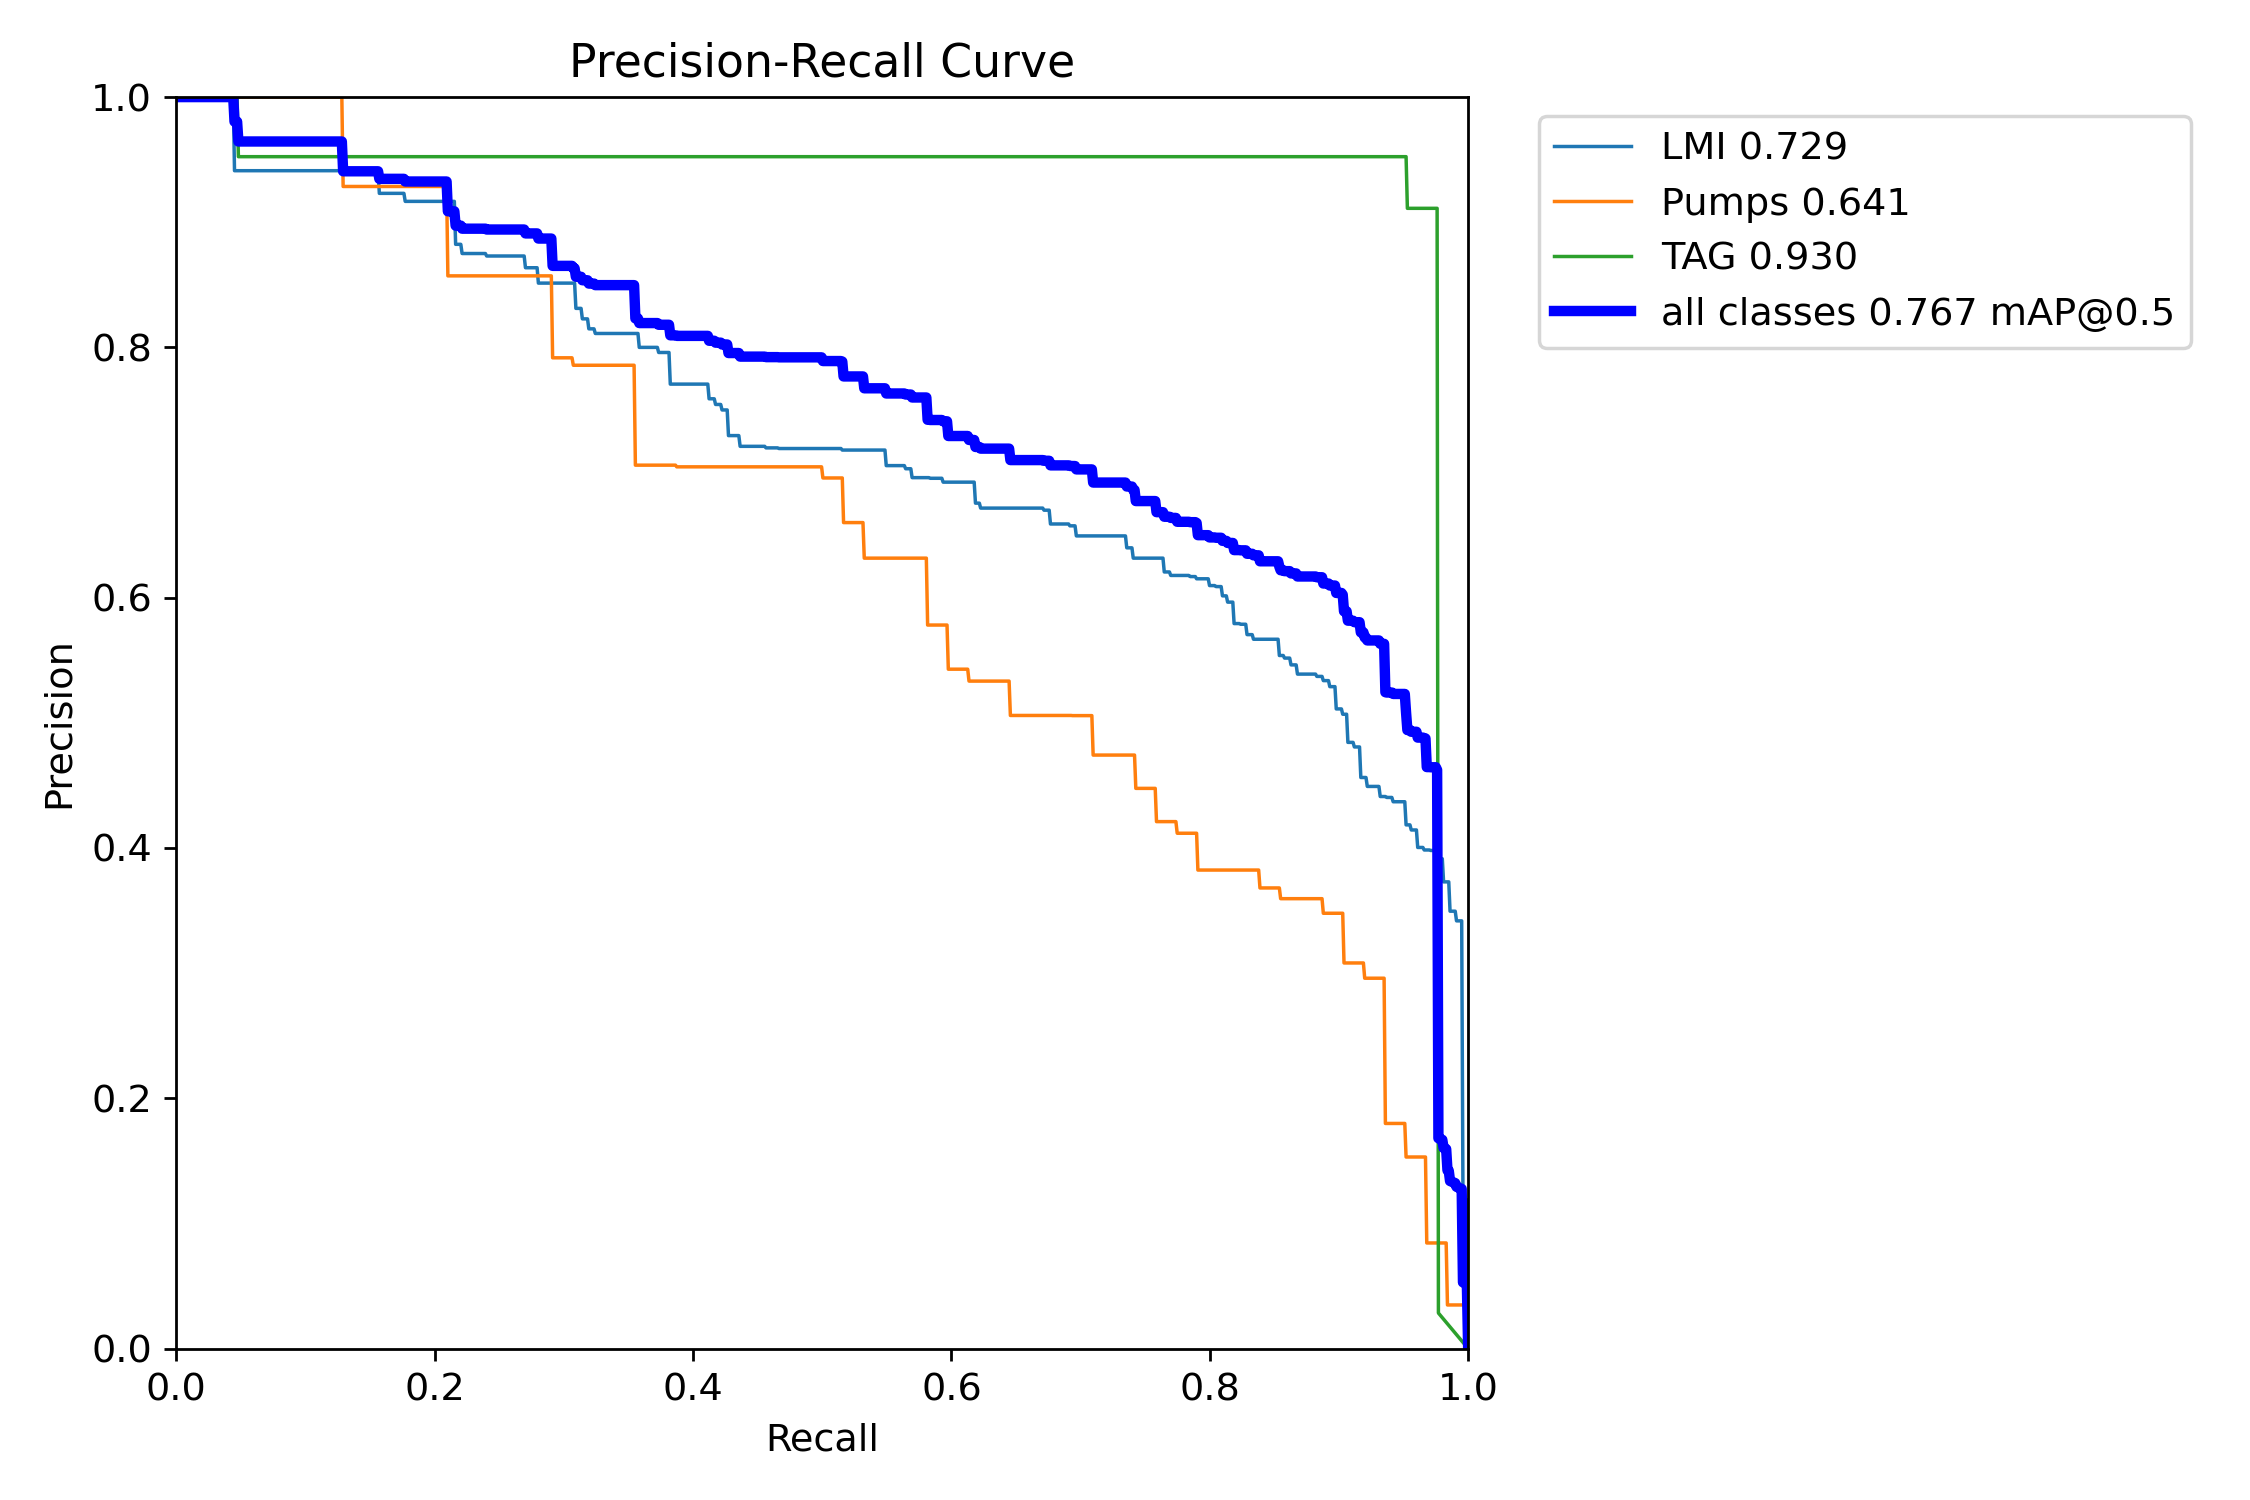 Precision-Recall Curve
1.0
0.8
0.6
0.4
0.2
0.0
Precision
0.0 0.2 0.4 0.6 0.8 1.0
Recall
LMI 0.729
Pumps 0.641
TAG 0.930
all classes 0.767 mAP@0.5